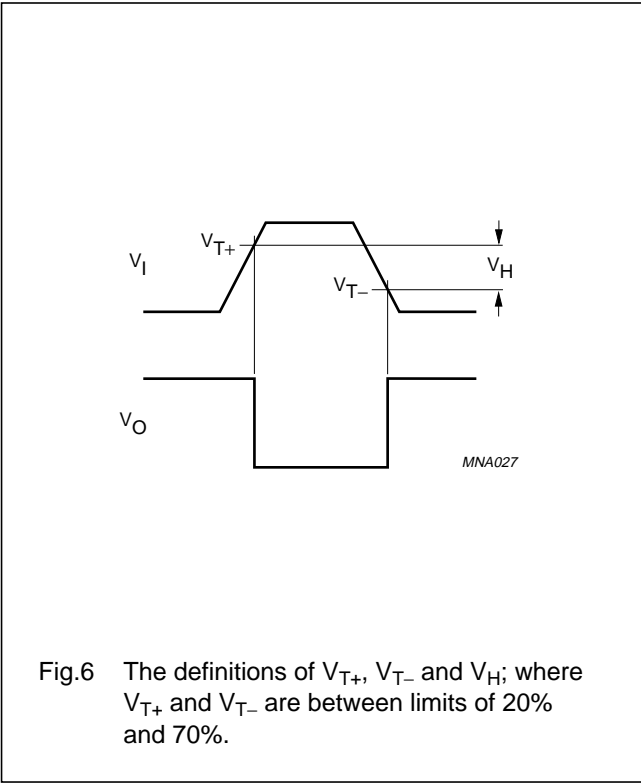 V_T+
V_I
V_H
V_T−
V_O
MNA027
Fig.6 The definitions of V_T+, V_T− and V_H; where
V_T+ and V_T− are between limits of 20%
and 70%.